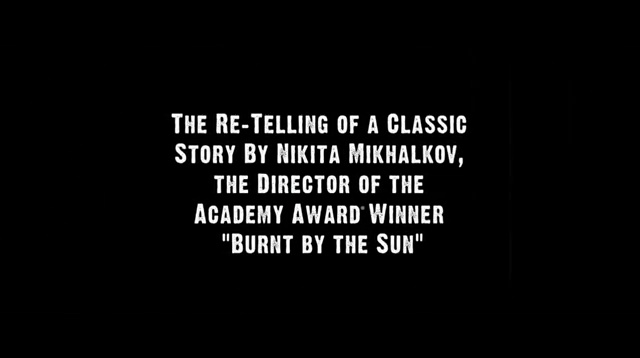 THE RE-TELLING OF A CLASSIC
STORY BY NIKITA MIKHALKOV,
THE DIRECTOR OF THE
ACADEMY AWARD® WINNER
"BURNT BY THE SUN"